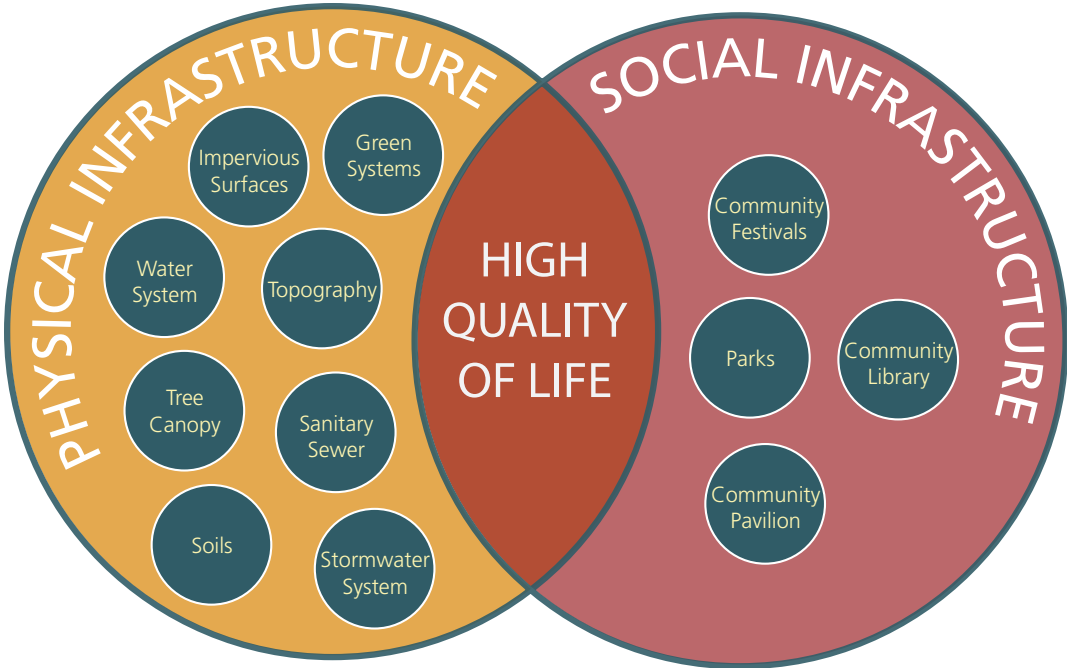 PHYSICAL INFRASTRUCTURE
Impervious
Surfaces
Green
Systems
Water
System
Topography
Tree
Canopy
Sanitary
Sewer
Soils
Stormwater
System
HIGH
QUALITY
OF LIFE
SOCIAL INFRASTRUCTURE
Community
Festivals
Parks
Community
Library
Community
Pavilion